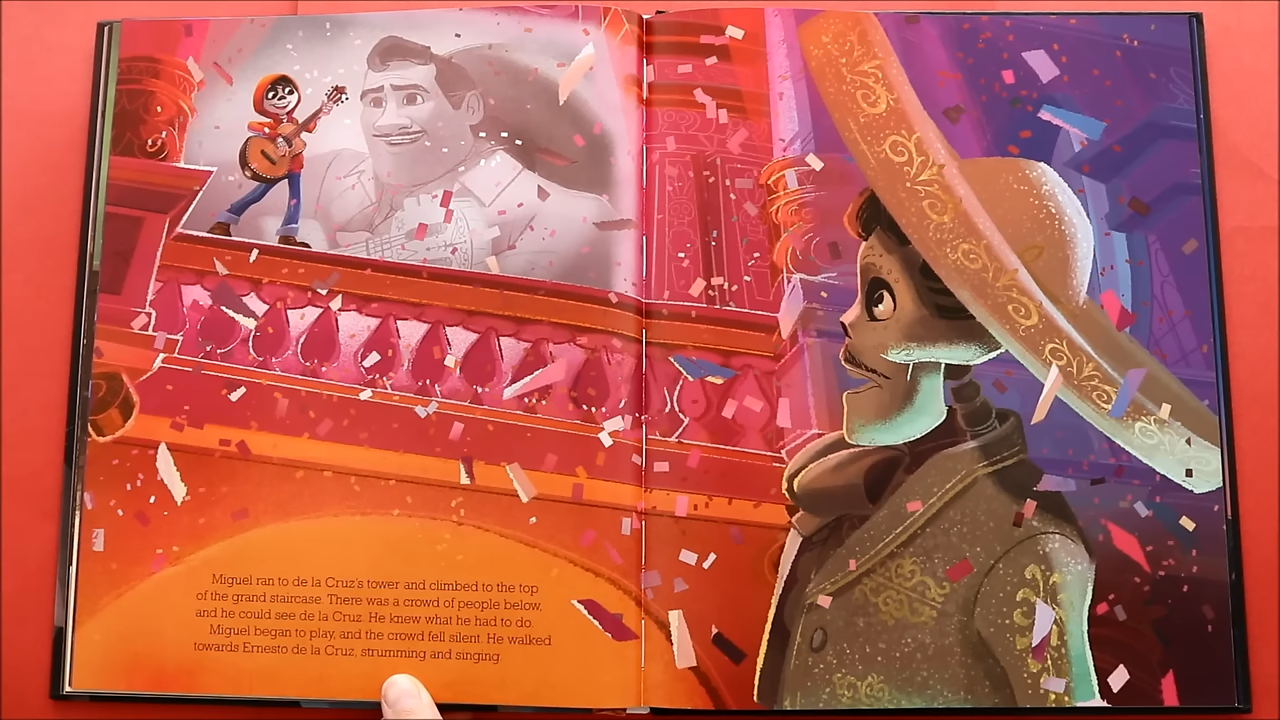 Miguel ran to de la Cruz's tower and climbed to the top
of the grand staircase. There was a crowd of people below,
and he could see de la Cruz. He knew what he had to do.
Miguel began to play, and the crowd fell silent. He walked
towards Ernesto de la Cruz, strumming and singing.